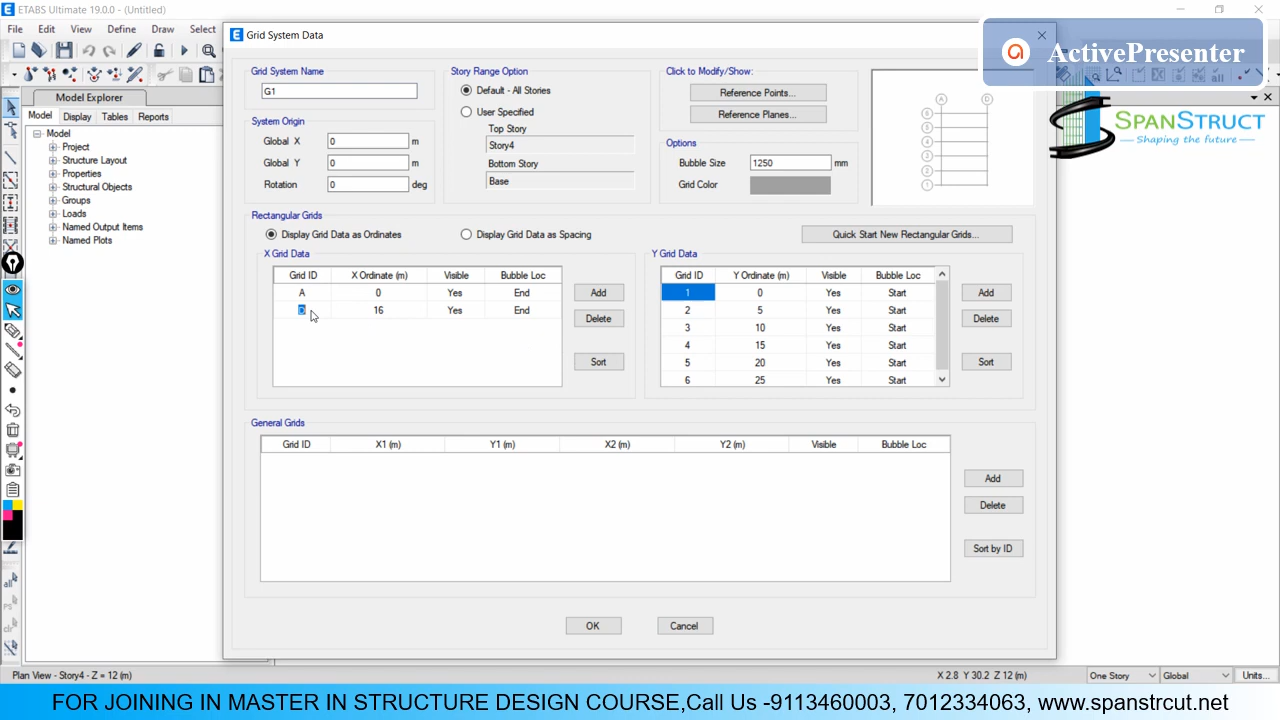 ETABS Ultimate 19.0.0 - (Untitled)
File Edit View Define Draw Select
Model Explorer
Model Display Tables Reports
Model
Project
Structure Layout
Properties
Structural Objects
Groups
Loads
Named Output Items
Named Plots
Grid System Data
Grid System Name
G1
System Origin
Global X 0 m
Global Y 0 m
Rotation 0 deg
Story Range Option
Default - All Stories
User Specified
Top Story
Story4
Bottom Story
Base
Click to Modify/Show:
Reference Points...
Reference Planes...
Options
Bubble Size 1250 mm
Grid Color
A D
6
5
4
3
2
1
ActivePresenter
SPANSTRUCT
Shaping the future
Rectangular Grids
Display Grid Data as Ordinates Display Grid Data as Spacing Quick Start New Rectangular Grids...
X Grid Data
Grid ID X Ordinate (m) Visible Bubble Loc
A 0 Yes End
D 16 Yes End
Add
Delete
Sort
Y Grid Data
Grid ID Y Ordinate (m) Visible Bubble Loc
1 0 Yes Start
2 5 Yes Start
3 10 Yes Start
4 15 Yes Start
5 20 Yes Start
6 25 Yes Start
Add
Delete
Sort
General Grids
Grid ID X1 (m) Y1 (m) X2 (m) Y2 (m) Visible Bubble Loc
Add
Delete
Sort by ID
OK Cancel
all
ps
clr
Plan View - Story4 - Z = 12 (m) X 2.8 Y 30.2 Z 12 (m) One Story Global Units...
FOR JOINING IN MASTER IN STRUCTURE DESIGN COURSE,Call Us -9113460003, 7012334063, www.spanstrcut.net